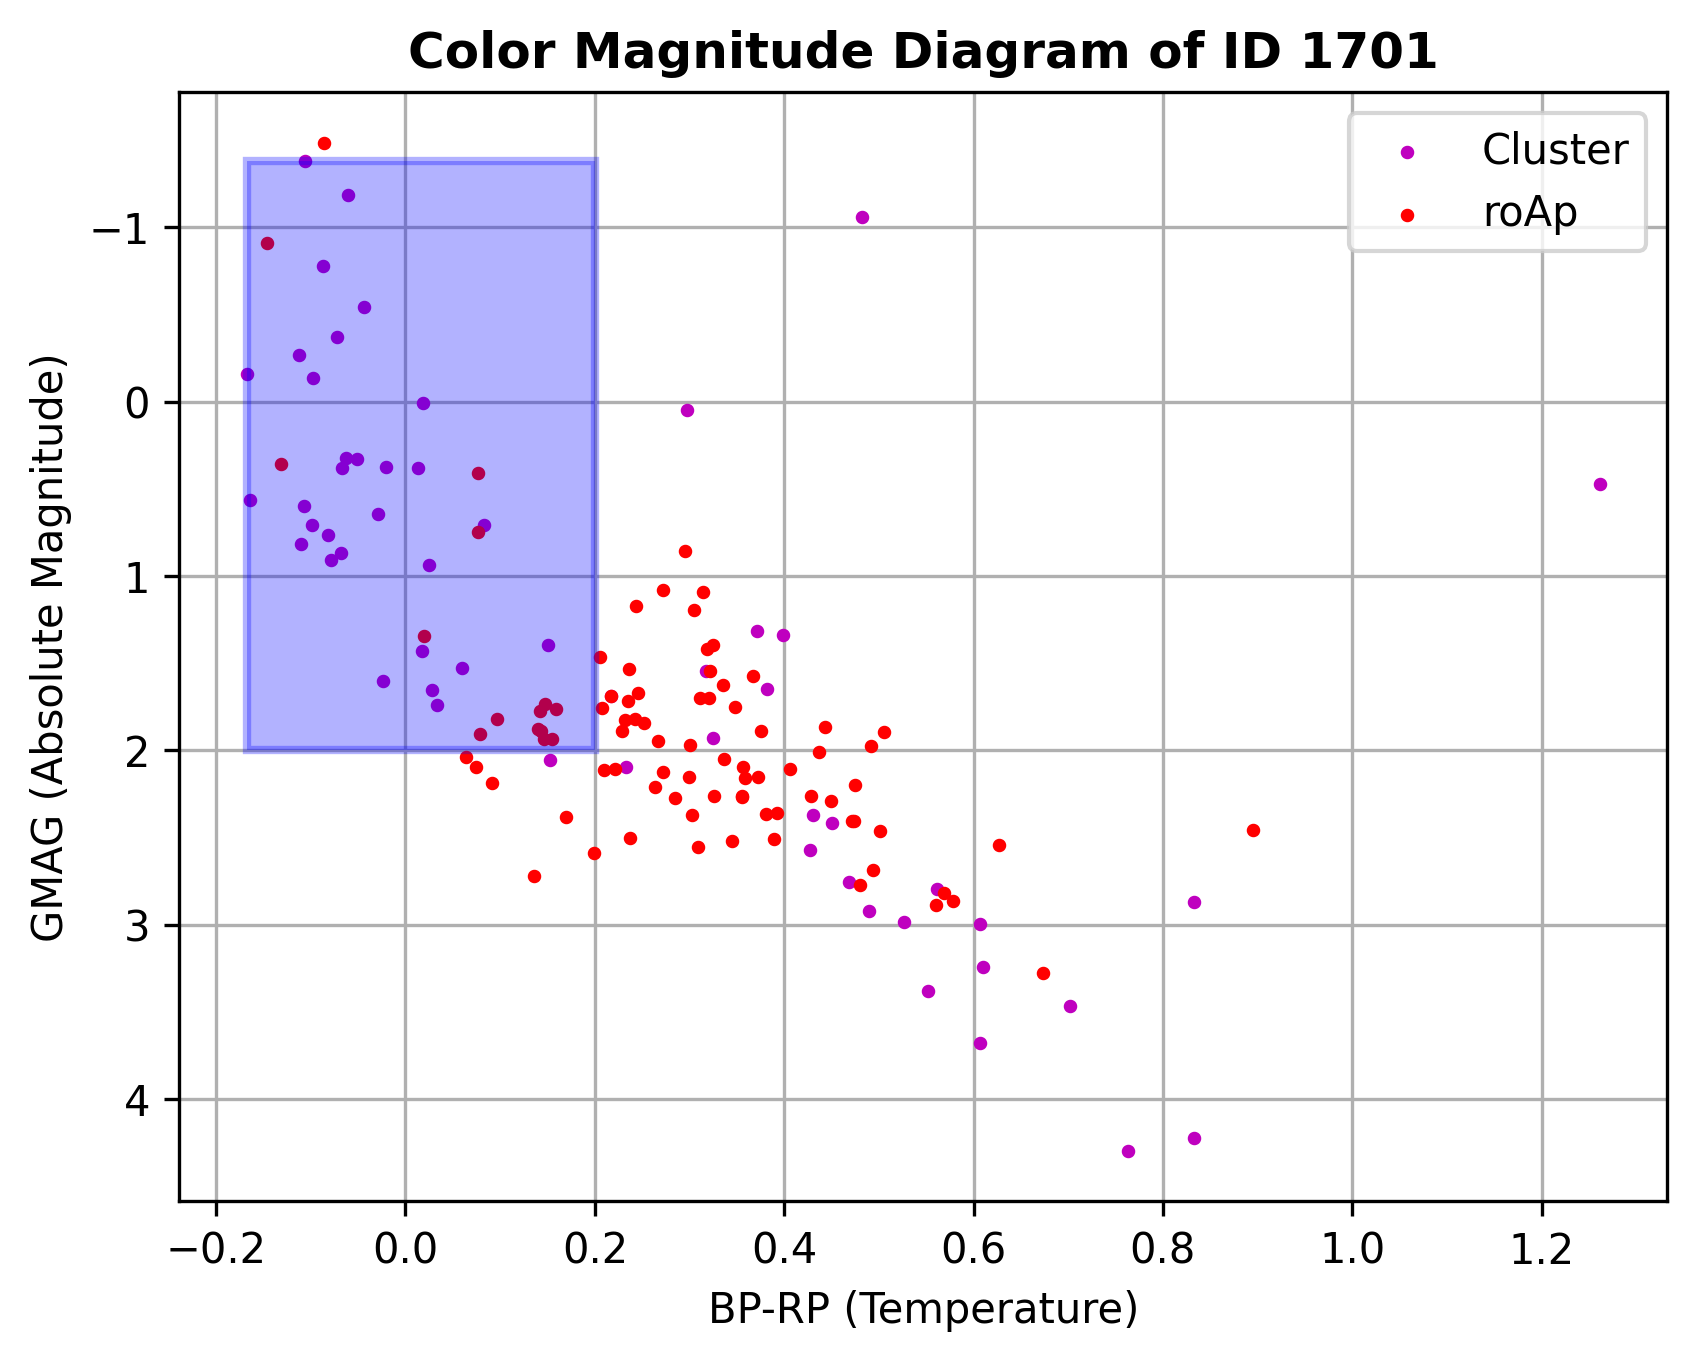 Color Magnitude Diagram of ID 1701
Cluster
roAp
GMAG (Absolute Magnitude)
−1
0
1
2
3
4
−0.2 0.0 0.2 0.4 0.6 0.8 1.0 1.2
BP-RP (Temperature)